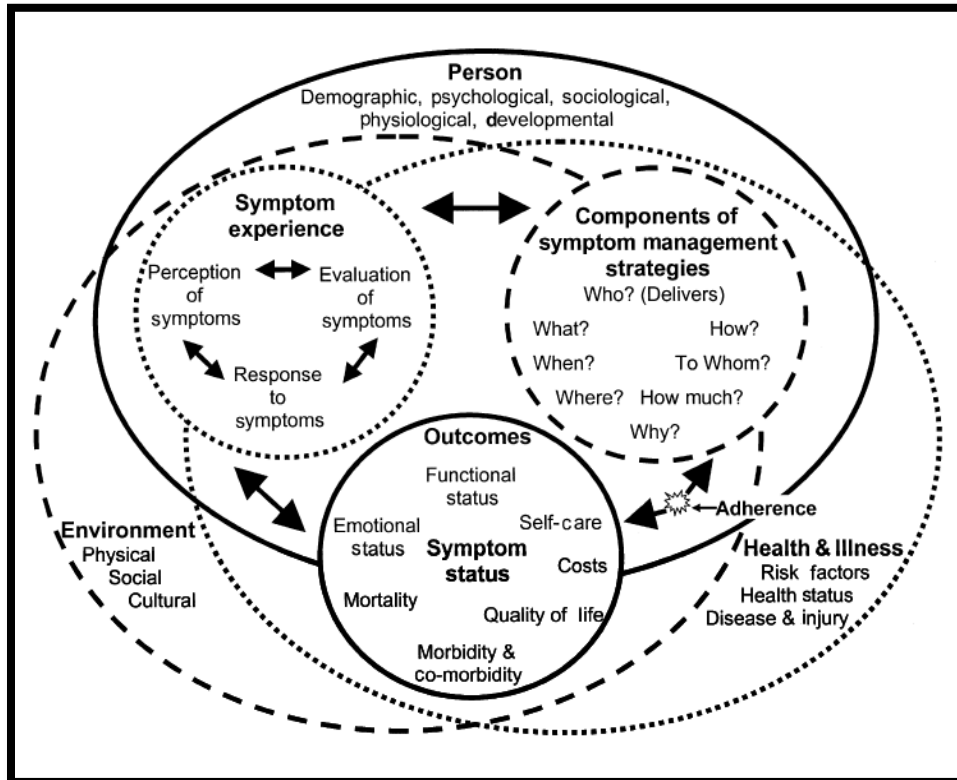 Person
Demographic, psychological, sociological,
physiological, developmental
Symptom
experience
Perception
of
symptoms
Evaluation
of
symptoms
Response
to
symptoms
Components of
symptom management
strategies
Who? (Delivers)
What?
How?
When?
To Whom?
Where?
How much?
Why?
Outcomes
Functional
status
Emotional
status
Self-care
Symptom
status
Costs
Mortality
Quality of life
Morbidity &
co-morbidity
Adherence
Environment
Physical
Social
Cultural
Health & Illness
Risk factors
Health status
Disease & injury